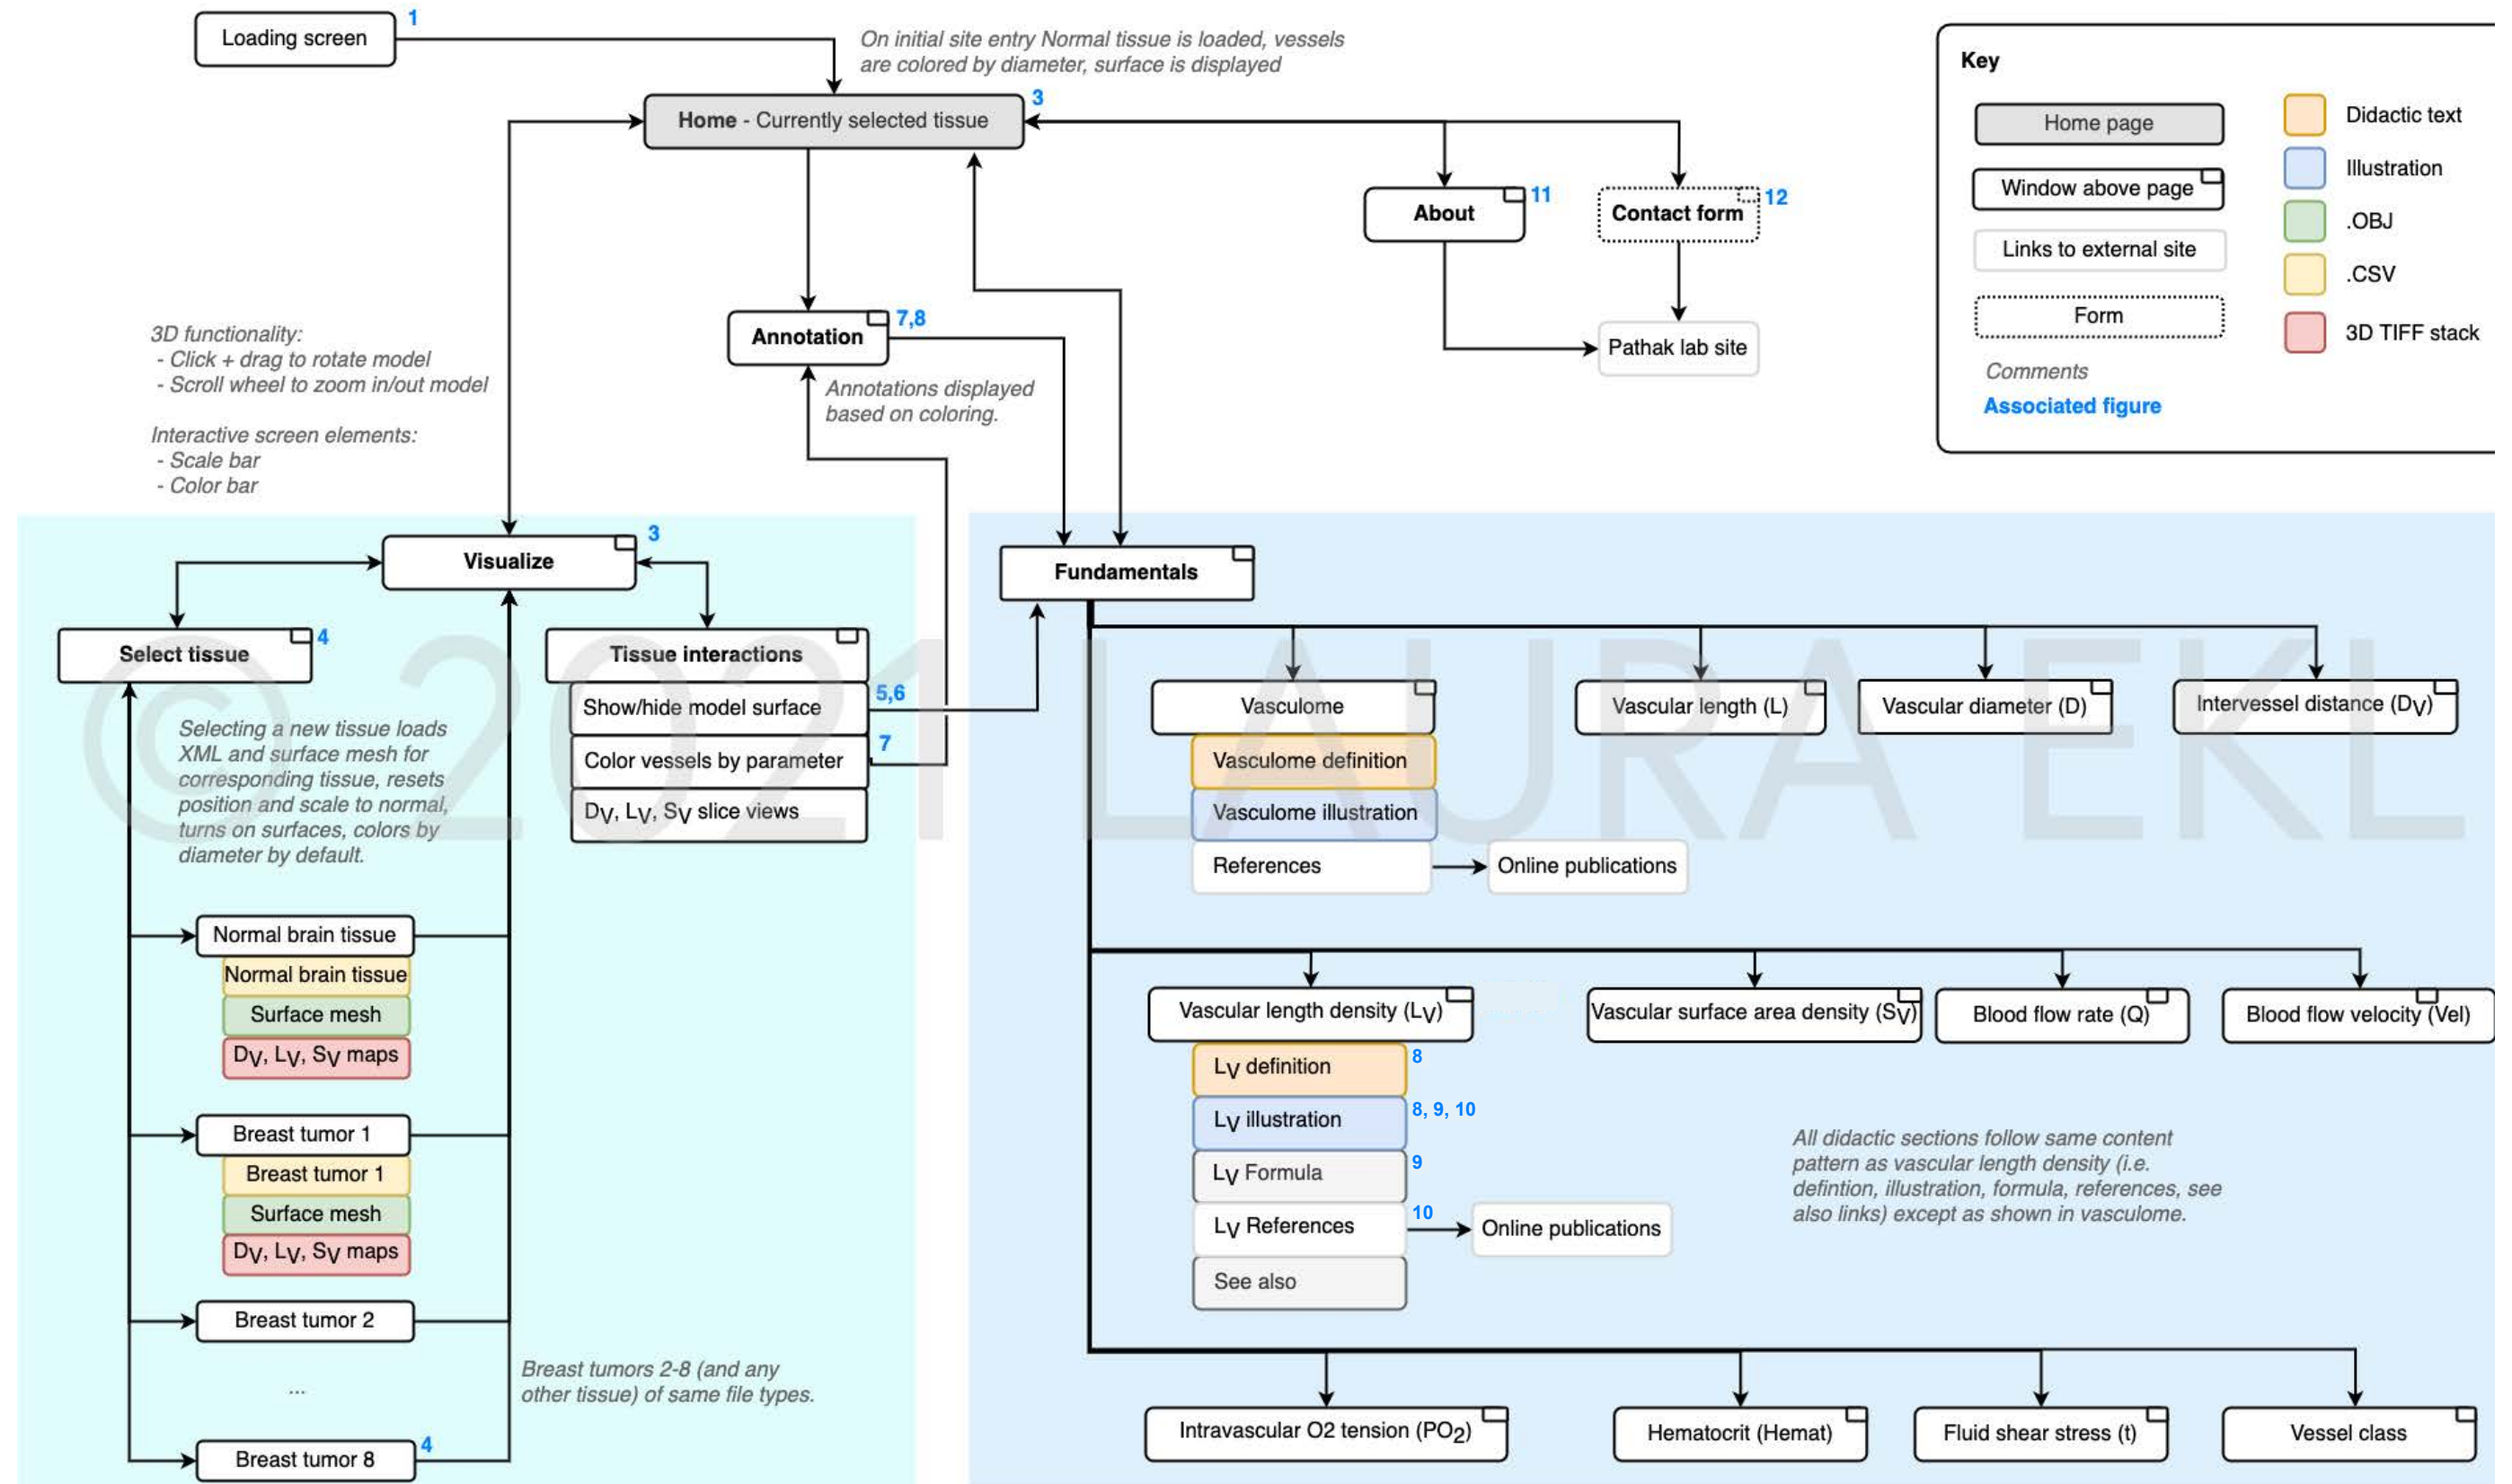 Loading screen
1
On initial site entry Normal tissue is loaded, vessels
are colored by diameter, surface is displayed
Home - Currently selected tissue
3
About
11
Contact form
12
Pathak lab site
Key
Home page
Window above page
Links to external site
Form
Comments
Associated figure
Didactic text
Illustration
.OBJ
.CSV
3D TIFF stack
3D functionality:
- Click + drag to rotate model
- Scroll wheel to zoom in/out model
Interactive screen elements:
- Scale bar
- Color bar
Annotation
7,8
Annotations displayed
based on coloring.
Visualize
3
Select tissue
4
Tissue interactions
Show/hide model surface
5,6
Color vessels by parameter
7
DV, LV, SV slice views
Selecting a new tissue loads
XML and surface mesh for
corresponding tissue, resets
position and scale to normal,
turns on surfaces, colors by
diameter by default.
Normal brain tissue
Normal brain tissue
Surface mesh
DV, LV, SV maps
Breast tumor 1
Breast tumor 1
Surface mesh
DV, LV, SV maps
Breast tumor 2
...
Breast tumor 8
4
Breast tumors 2-8 (and any
other tissue) of same file types.
Fundamentals
Vasculome
Vasculome definition
Vasculome illustration
References
Online publications
Vascular length (L)
Vascular diameter (D)
Intervessel distance (DV)
Vascular length density (LV)
LV definition
8
LV illustration
8, 9, 10
LV Formula
9
LV References
10
Online publications
See also
Vascular surface area density (SV)
Blood flow rate (Q)
Blood flow velocity (Vel)
All didactic sections follow same content
pattern as vascular length density (i.e.
defintion, illustration, formula, references, see
also links) except as shown in vasculome.
Intravascular O2 tension (PO2)
Hematocrit (Hemat)
Fluid shear stress (t)
Vessel class
© 2021 LAURA EKL